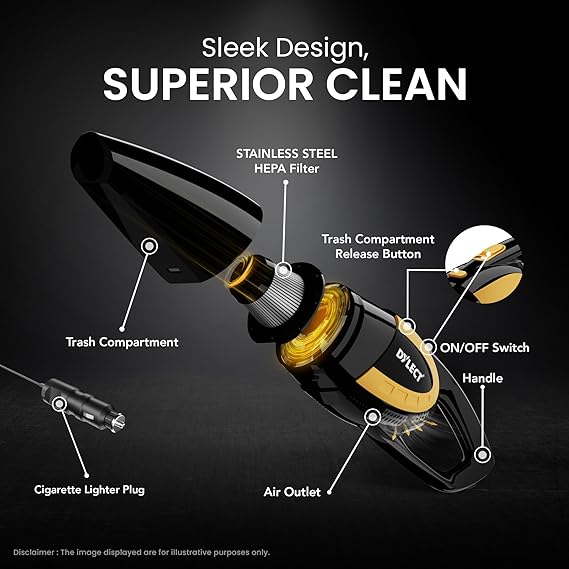 Sleek Design,
SUPERIOR CLEAN
STAINLESS STEEL
HEPA Filter
Trash Compartment
Release Button
ON/OFF Switch
Handle
Trash Compartment
DYLECT
Cigarette Lighter Plug
Air Outlet
Disclaimer : The image displayed are for illustrative purposes only.